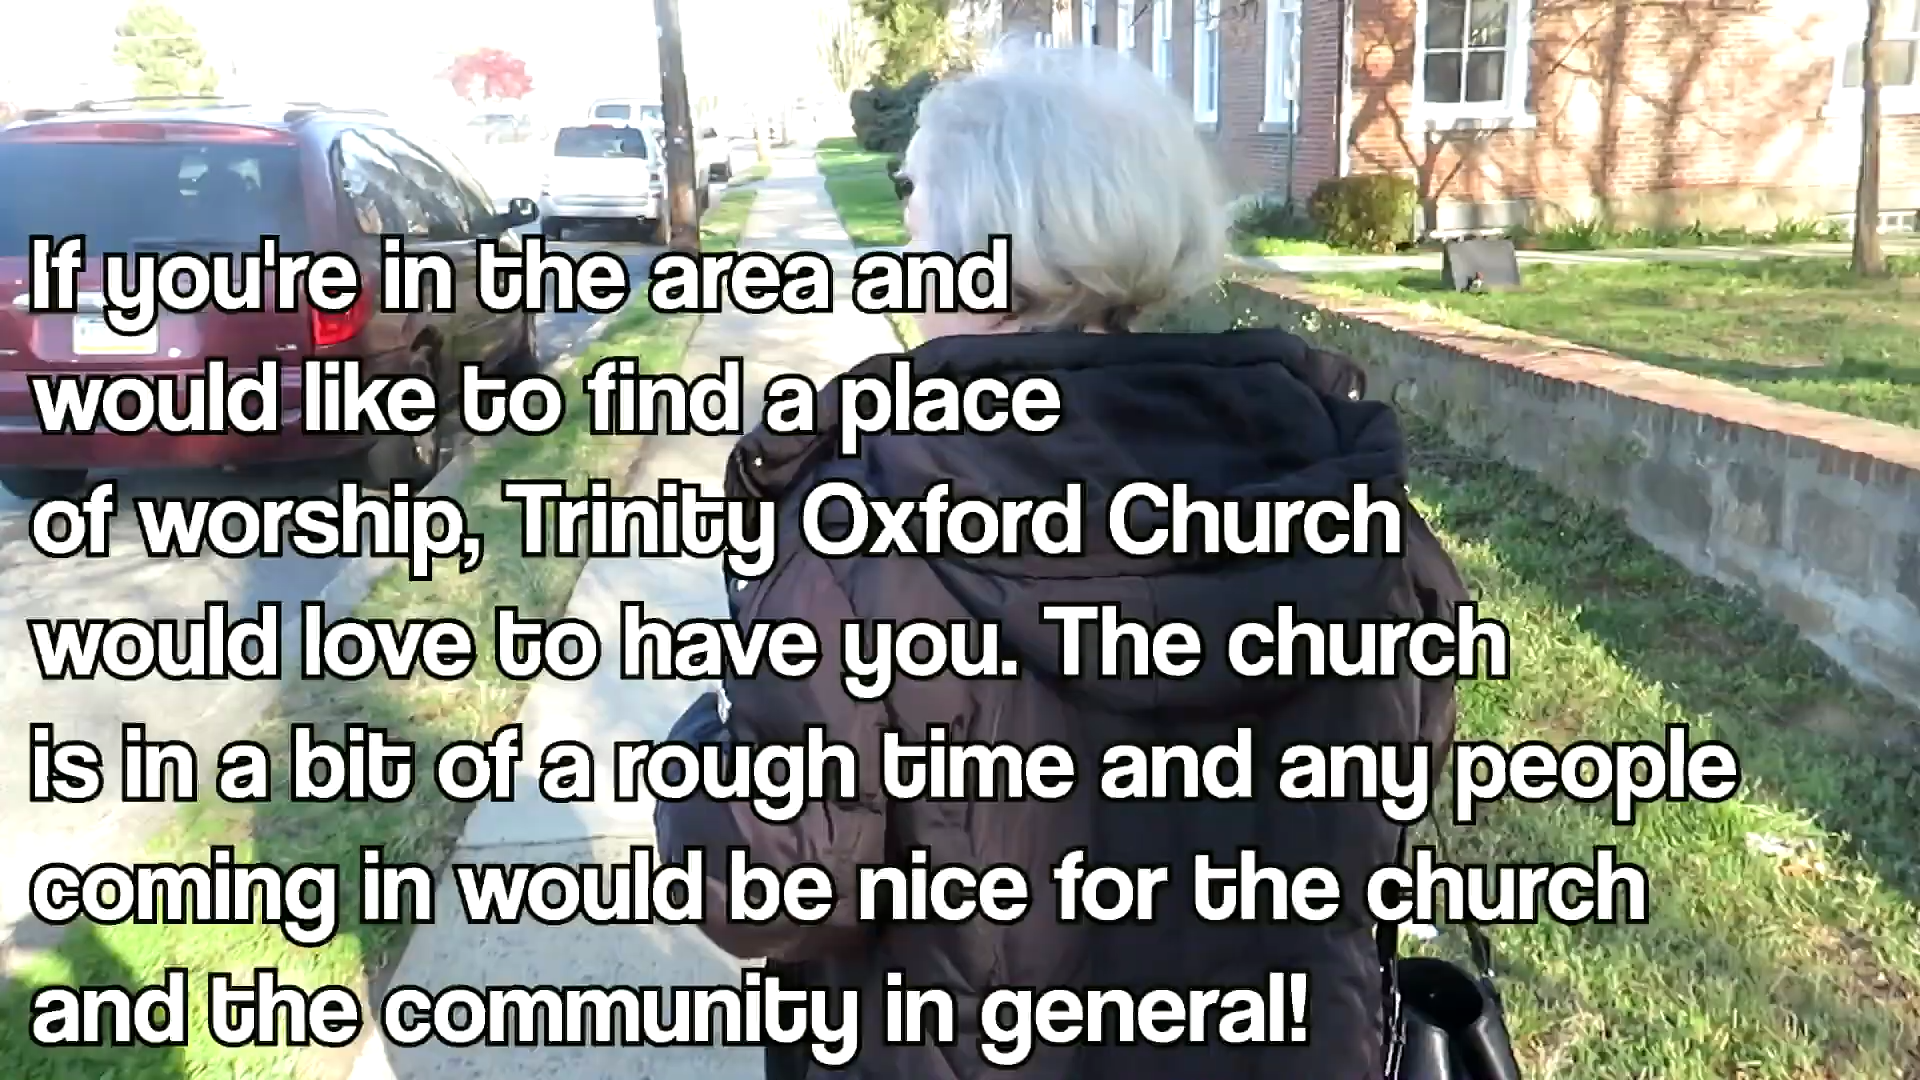 If you're in the area and
would like to find a place
of worship, Trinity Oxford Church
would love to have you. The church
is in a bit of a rough time and any people
coming in would be nice for the church
and the community in general!